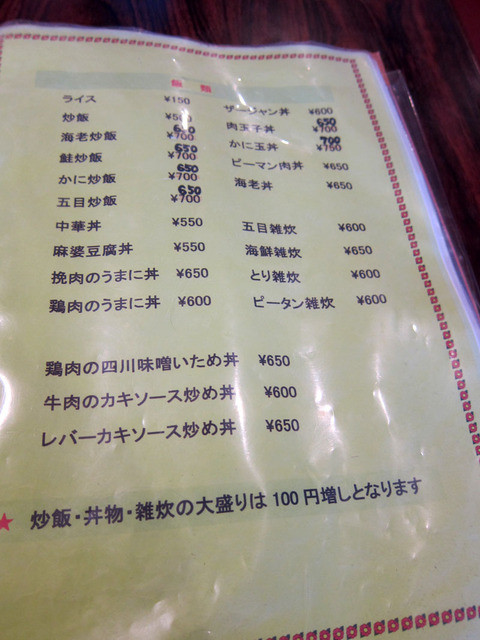 飯 類
ライス ¥150
炒飯 ¥500
海老炒飯 650 ¥700
鮭炒飯 650 ¥700
かに炒飯 650 ¥700
五目炒飯 650 ¥700
中華丼 ¥550
麻婆豆腐丼 ¥550
挽肉のうまに丼 ¥650
鶏肉のうまに丼 ¥600
ザージャン丼 ¥600
肉玉子丼 650 ¥700
かに玉丼 700 ¥750
ピーマン肉丼 ¥650
海老丼 ¥650
五目雑炊 ¥600
海鮮雑炊 ¥650
とり雑炊 ¥600
ピータン雑炊 ¥600
鶏肉の四川味噌いため丼 ¥650
牛肉のカキソース炒め丼 ¥600
レバーカキソース炒め丼 ¥650
★ 炒飯・丼物・雑炊の大盛りは100円増しとなります